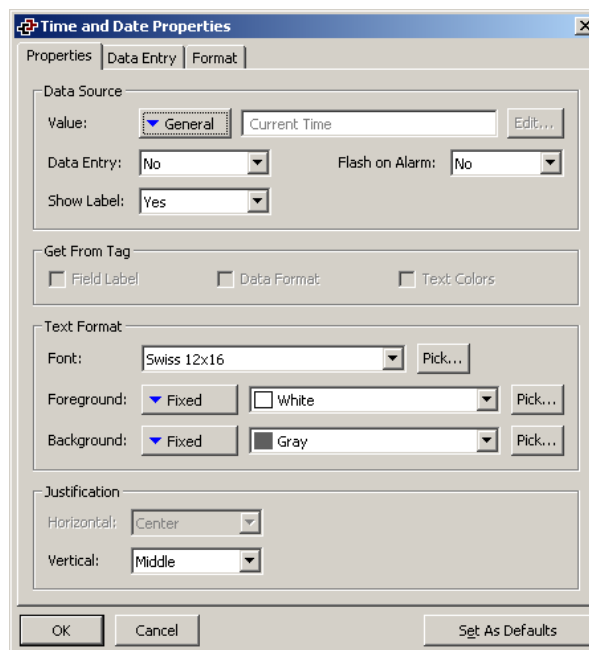 Time and Date Properties
Properties Data Entry Format
Data Source
Value: General Current Time Edit...
Data Entry: No Flash on Alarm: No
Show Label: Yes
Get From Tag
Field Label Data Format Text Colors
Text Format
Font: Swiss 12x16 Pick...
Foreground: Fixed White Pick...
Background: Fixed Gray Pick...
Justification
Horizontal: Center
Vertical: Middle
OK Cancel Set As Defaults